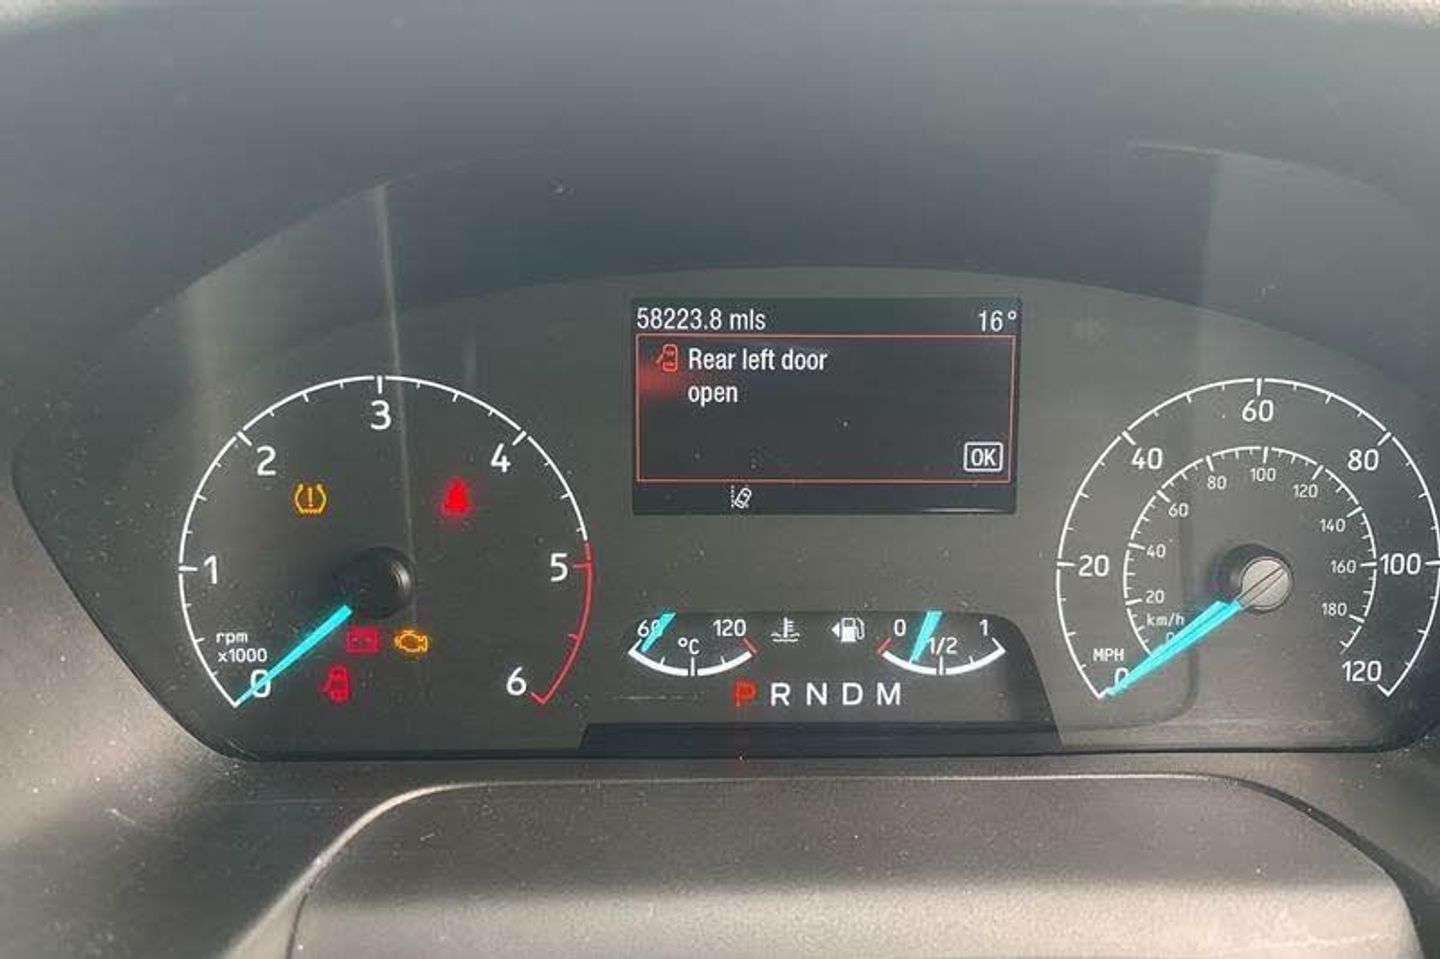 58223.8 mls 16°
Rear left door
open
OK
0 1 2 3 4 5 6
rpm
x1000
60 °C 120
0 1/2 1
P R N D M
0 20 40 60 80 100 120
MPH
0 20 40 60 80 100 120 140 160 180
km/h